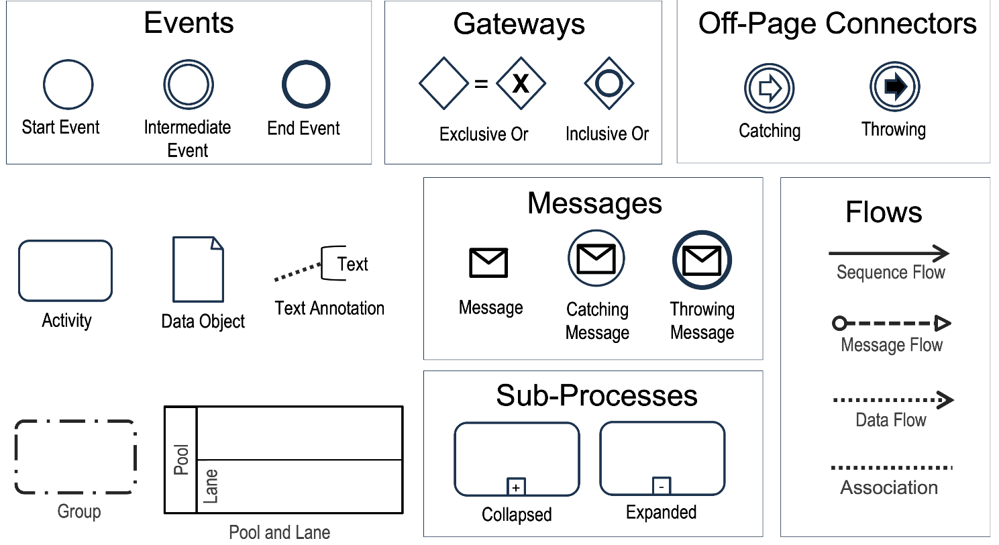 Events
Start Event
Intermediate
Event
End Event
Gateways
=
X
Exclusive Or
Inclusive Or
Off-Page Connectors
Catching
Throwing
Activity
Data Object
Text
Text Annotation
Messages
Message
Catching
Message
Throwing
Message
Flows
Sequence Flow
Message Flow
Data Flow
Association
Group
Pool
Lane
Pool and Lane
Sub-Processes
+
Collapsed
-
Expanded